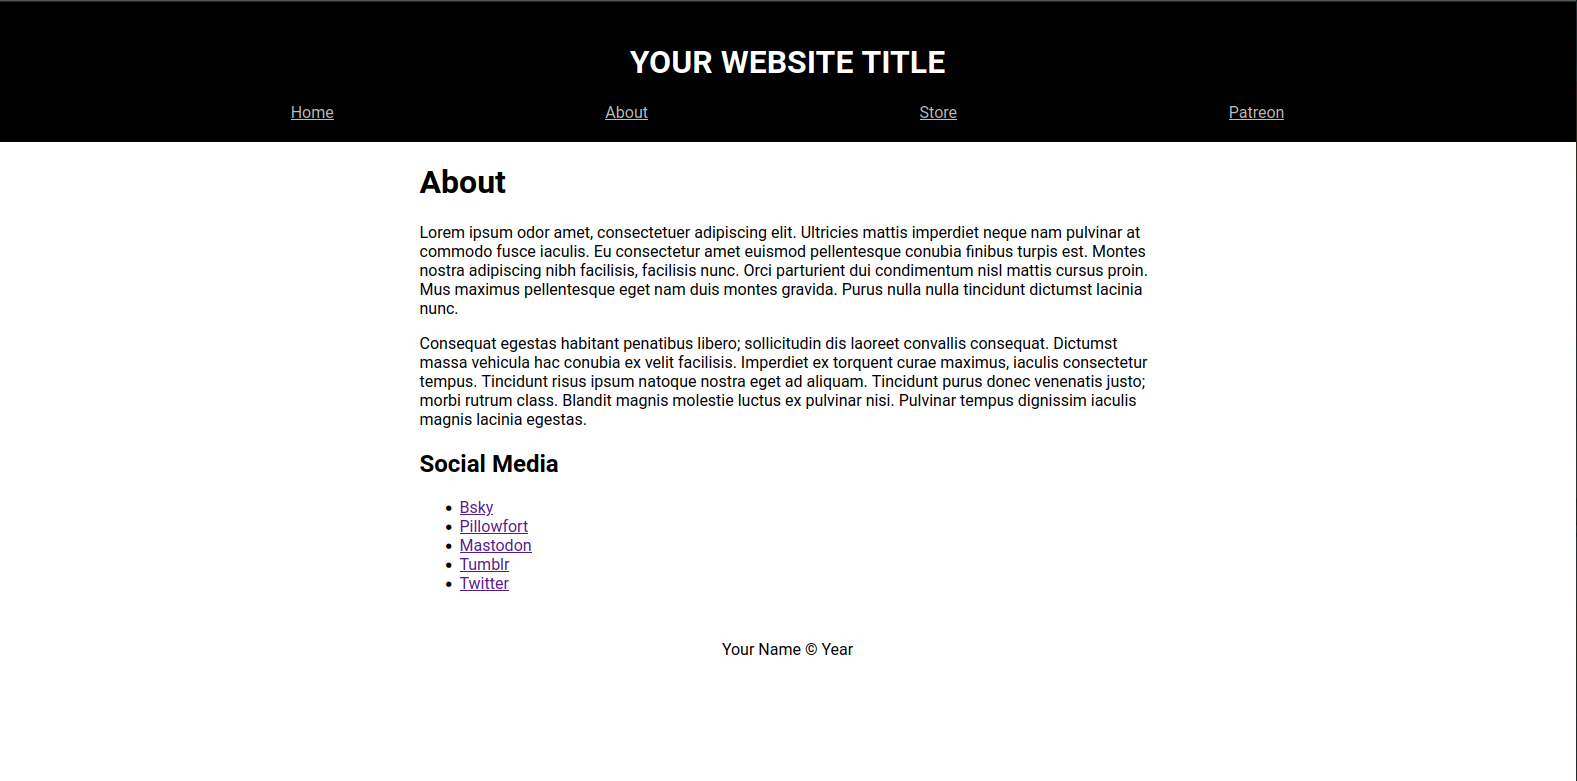 YOUR WEBSITE TITLE
Home About Store Patreon
About
Lorem ipsum odor amet, consectetuer adipiscing elit. Ultricies mattis imperdiet neque nam pulvinar at
commodo fusce iaculis. Eu consectetur amet euismod pellentesque conubia finibus turpis est. Montes
nostra adipiscing nibh facilisis, facilisis nunc. Orci parturient dui condimentum nisl mattis cursus proin.
Mus maximus pellentesque eget nam duis montes gravida. Purus nulla nulla tincidunt dictumst lacinia
nunc.
Consequat egestas habitant penatibus libero; sollicitudin dis laoreet convallis consequat. Dictumst
massa vehicula hac conubia ex velit facilisis. Imperdiet ex torquent curae maximus, iaculis consectetur
tempus. Tincidunt risus ipsum natoque nostra eget ad aliquam. Tincidunt purus donec venenatis justo;
morbi rutrum class. Blandit magnis molestie luctus ex pulvinar nisi. Pulvinar tempus dignissim iaculis
magnis lacinia egestas.
Social Media
• Bsky
• Pillowfort
• Mastodon
• Tumblr
• Twitter
Your Name © Year